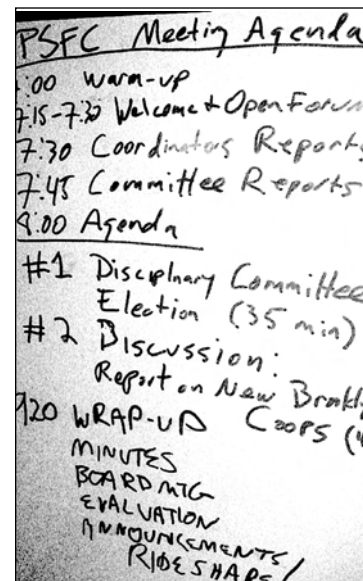 PSFC Meeting Agenda
7:00 Warm-up
7:15-7:30 Welcome + Open Forum
7:30 Coordinators Reports
7:45 Committee Reports
8:00 Agenda
#1 Discplnary Committee
Election (35 min)
#2 Discussion:
Report on New
920 WRAP-UP Coops
MINUTES
BOARD MTG
EVALUATION
ANNOUNCEMENTS/
RIDESHARE/